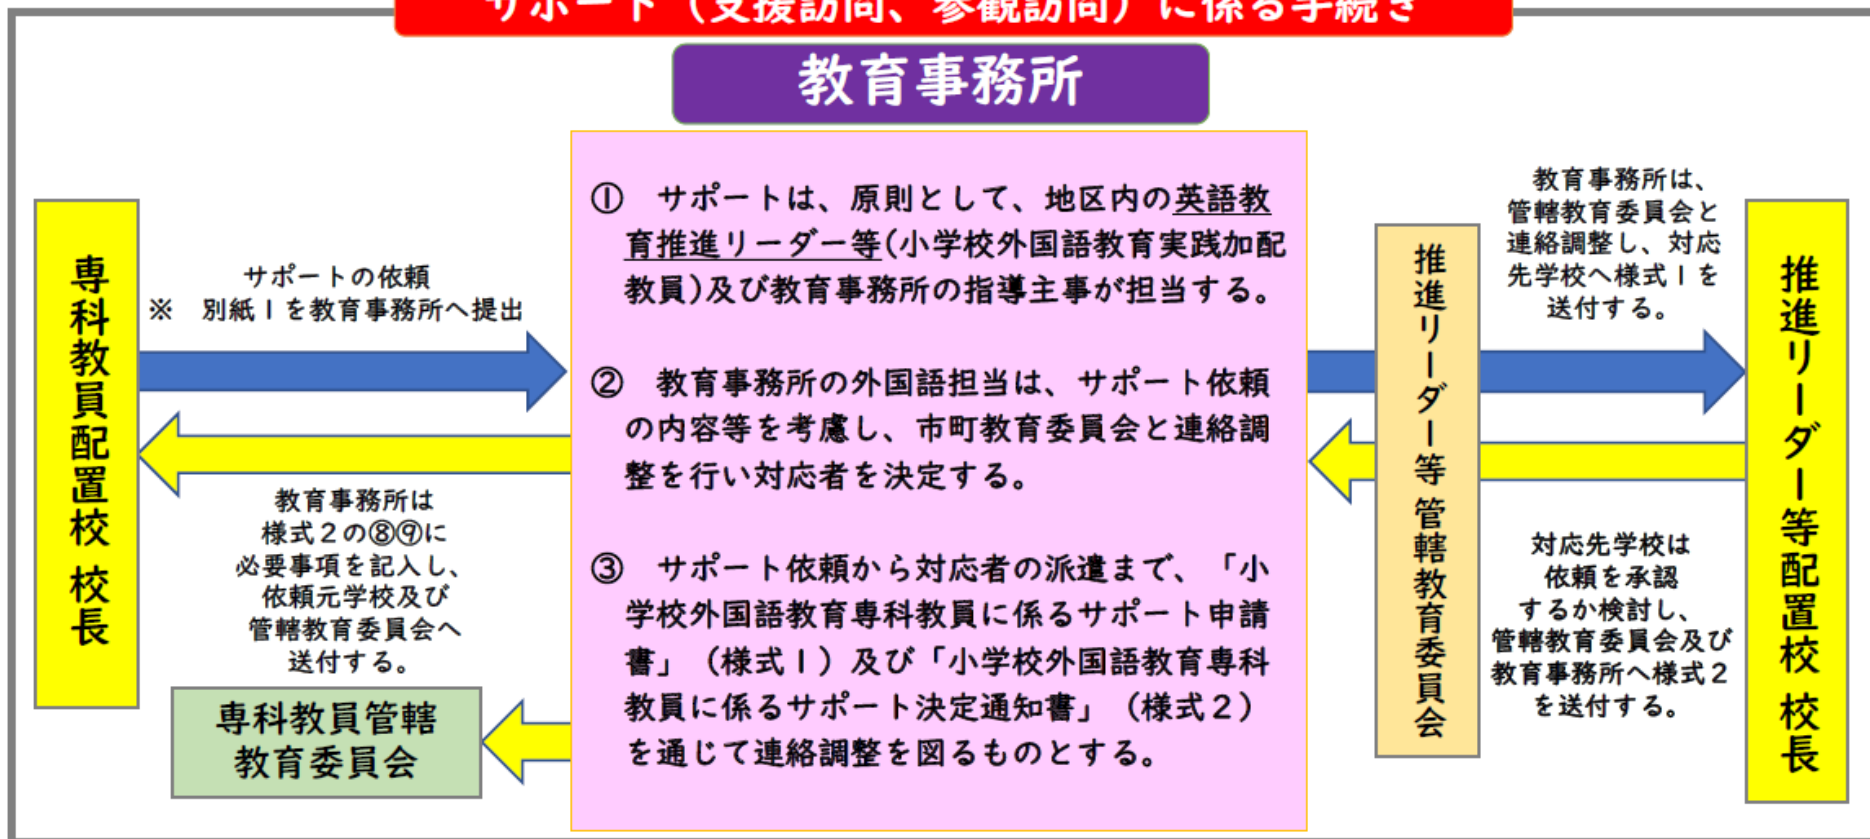 サポート（支援訪問、参観訪問）に係る手続き
教育事務所
専科教員配置校 校長
サポートの依頼
※　別紙１を教育事務所へ提出
教育事務所は
様式２の⑧⑨に
必要事項を記入し、
依頼元学校及び
管轄教育委員会へ
送付する。
専科教員管轄
教育委員会
①　サポートは、原則として、地区内の英語教
育推進リーダー等(小学校外国語教育実践加配
教員)及び教育事務所の指導主事が担当する。
②　教育事務所の外国語担当は、サポート依頼
の内容等を考慮し、市町教育委員会と連絡調
整を行い対応者を決定する。
③　サポート依頼から対応者の派遣まで、「小
学校外国語教育専科教員に係るサポート申請
書」（様式１）及び「小学校外国語教育専科
教員に係るサポート決定通知書」（様式２）
を通じて連絡調整を図るものとする。
推進リーダー等 管轄教育委員会
教育事務所は、
管轄教育委員会と
連絡調整し、対応
先学校へ様式１を
送付する。
対応先学校は
依頼を承認
するか検討し、
管轄教育委員会及び
教育事務所へ様式２
を送付する。
推進リーダー等配置校 校長